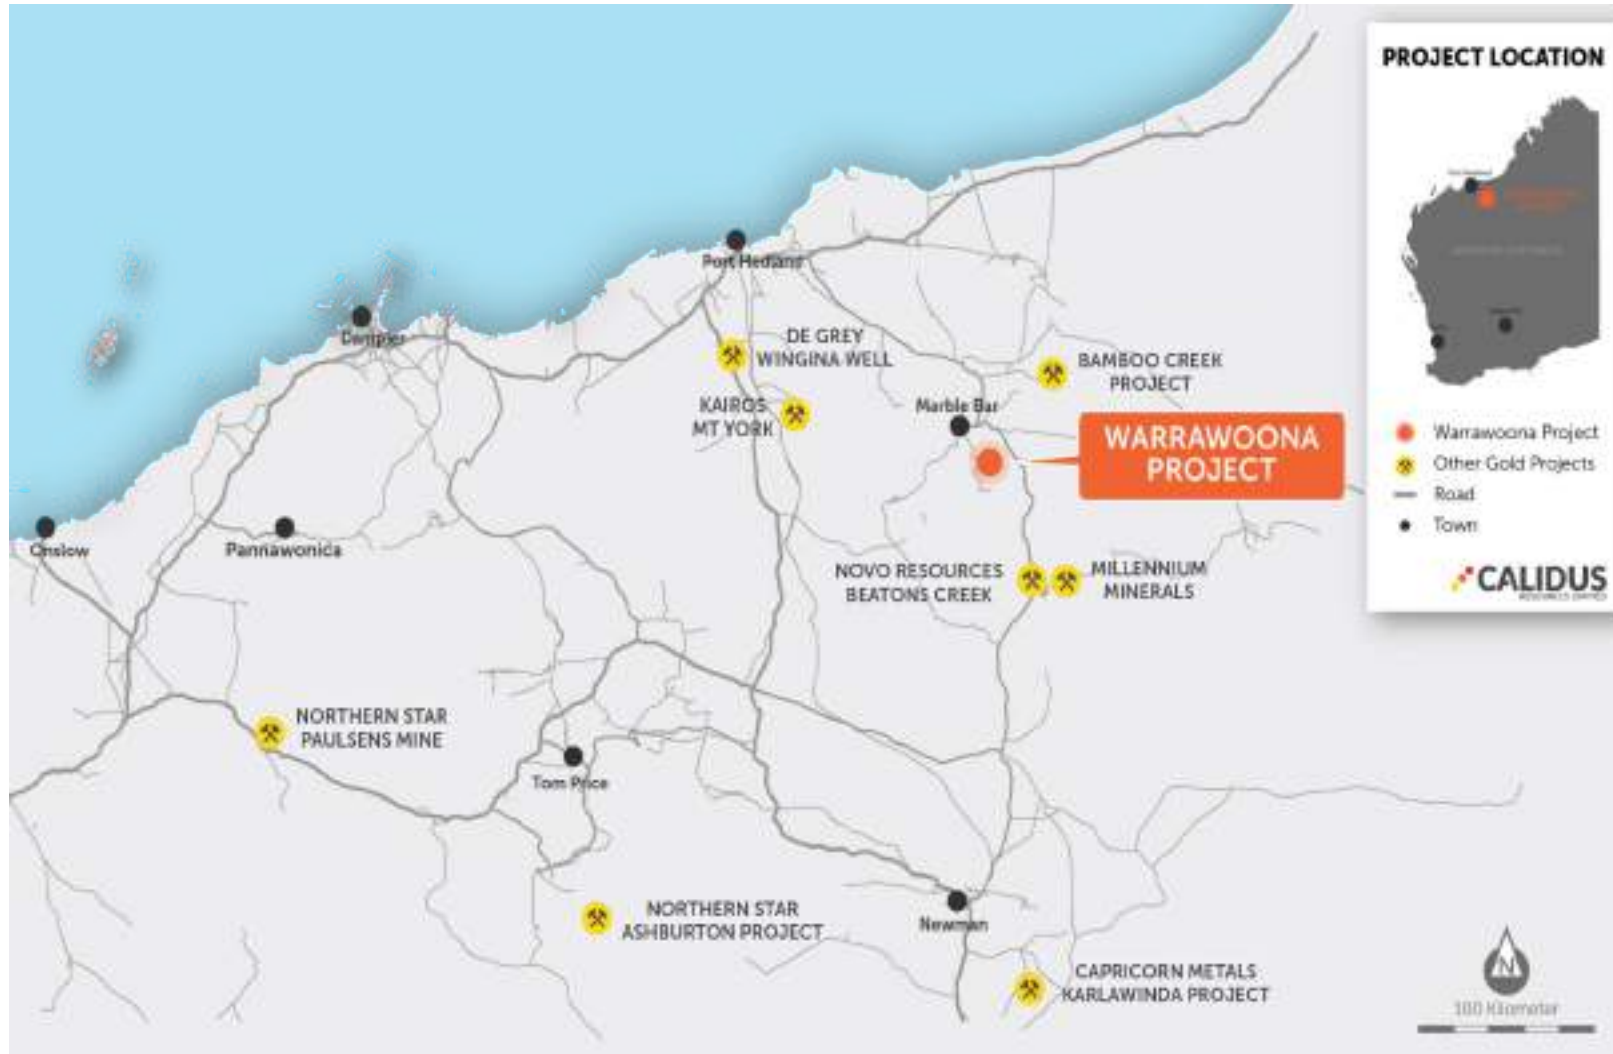 PROJECT LOCATION
Port Hedland
Dampier
DE GREY
WINGINA WELL
BAMBOO CREEK
PROJECT
KAIROS
MT YORK
Marble Bar
WARRAWOONA
PROJECT
Warrawoona Project
Other Gold Projects
Road
Town
CALIDUS
RESOURCES LIMITED
Onslow
Pannawonica
NOVO RESOURCES
BEATONS CREEK
MILLENNIUM
MINERALS
NORTHERN STAR
PAULSENS MINE
Tom Price
NORTHERN STAR
ASHBURTON PROJECT
Newman
CAPRICORN METALS
KARLAWINDA PROJECT
N
100 Kilometer